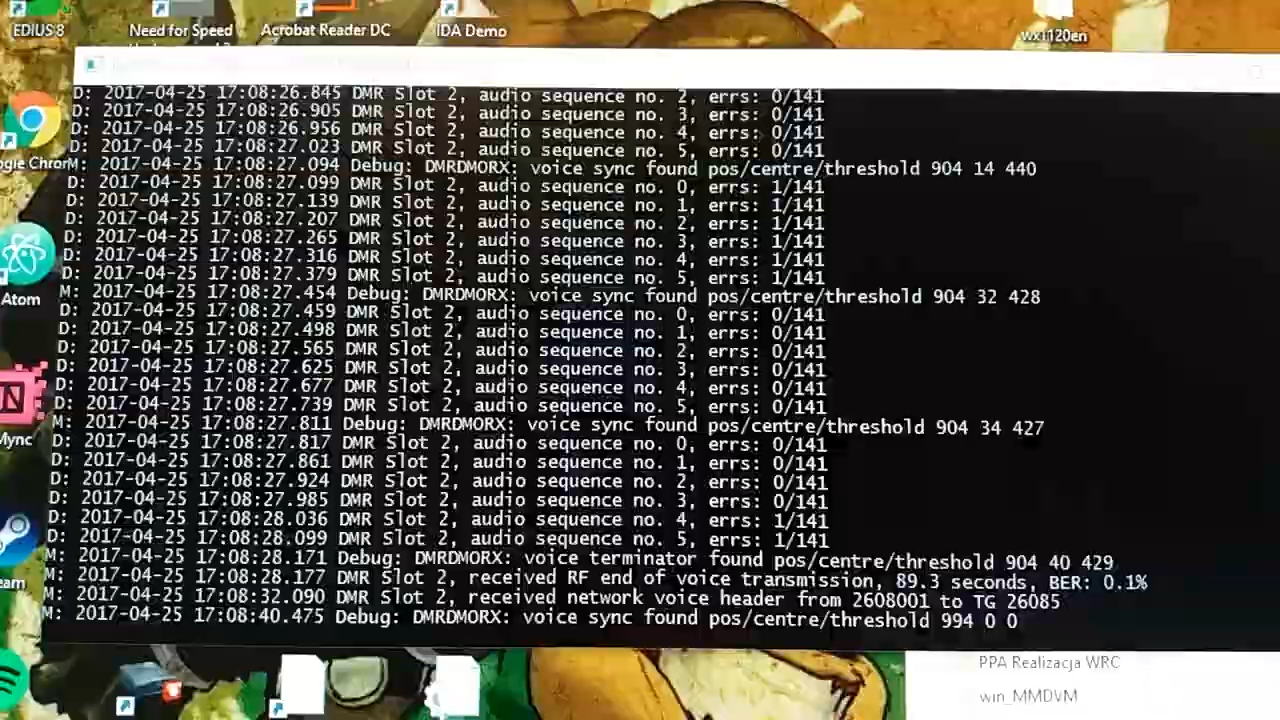 EDIUS 8
Need for Speed
Acrobat Reader DC
IDA Demo
wx1120en
D: 2017-04-25 17:08:26.845 DMR Slot 2, audio sequence no. 2, errs: 0/141
D: 2017-04-25 17:08:26.905 DMR Slot 2, audio sequence no. 3, errs: 0/141
D: 2017-04-25 17:08:26.956 DMR Slot 2, audio sequence no. 4, errs: 0/141
D: 2017-04-25 17:08:27.023 DMR Slot 2, audio sequence no. 5, errs: 0/141
M: 2017-04-25 17:08:27.094 Debug: DMRDMORX: voice sync found pos/centre/threshold 904 14 440
D: 2017-04-25 17:08:27.099 DMR Slot 2, audio sequence no. 0, errs: 1/141
D: 2017-04-25 17:08:27.139 DMR Slot 2, audio sequence no. 1, errs: 1/141
D: 2017-04-25 17:08:27.207 DMR Slot 2, audio sequence no. 2, errs: 1/141
D: 2017-04-25 17:08:27.265 DMR Slot 2, audio sequence no. 3, errs: 1/141
D: 2017-04-25 17:08:27.316 DMR Slot 2, audio sequence no. 4, errs: 1/141
D: 2017-04-25 17:08:27.379 DMR Slot 2, audio sequence no. 5, errs: 1/141
M: 2017-04-25 17:08:27.454 Debug: DMRDMORX: voice sync found pos/centre/threshold 904 32 428
D: 2017-04-25 17:08:27.459 DMR Slot 2, audio sequence no. 0, errs: 0/141
D: 2017-04-25 17:08:27.498 DMR Slot 2, audio sequence no. 1, errs: 0/141
D: 2017-04-25 17:08:27.565 DMR Slot 2, audio sequence no. 2, errs: 0/141
D: 2017-04-25 17:08:27.625 DMR Slot 2, audio sequence no. 3, errs: 0/141
D: 2017-04-25 17:08:27.677 DMR Slot 2, audio sequence no. 4, errs: 0/141
D: 2017-04-25 17:08:27.739 DMR Slot 2, audio sequence no. 5, errs: 0/141
M: 2017-04-25 17:08:27.811 Debug: DMRDMORX: voice sync found pos/centre/threshold 904 34 427
D: 2017-04-25 17:08:27.817 DMR Slot 2, audio sequence no. 0, errs: 0/141
D: 2017-04-25 17:08:27.861 DMR Slot 2, audio sequence no. 1, errs: 0/141
D: 2017-04-25 17:08:27.924 DMR Slot 2, audio sequence no. 2, errs: 0/141
D: 2017-04-25 17:08:27.985 DMR Slot 2, audio sequence no. 3, errs: 0/141
D: 2017-04-25 17:08:28.036 DMR Slot 2, audio sequence no. 4, errs: 1/141
D: 2017-04-25 17:08:28.099 DMR Slot 2, audio sequence no. 5, errs: 1/141
M: 2017-04-25 17:08:28.171 Debug: DMRDMORX: voice terminator found pos/centre/threshold 904 40 429
M: 2017-04-25 17:08:28.177 DMR Slot 2, received RF end of voice transmission, 89.3 seconds, BER: 0.1%
M: 2017-04-25 17:08:32.090 DMR Slot 2, received network voice header from 2608001 to TG 26085
M: 2017-04-25 17:08:40.475 Debug: DMRDMORX: voice sync found pos/centre/threshold 994 0 0
ogle Chrom
Atom
Mync
eam
PPA Realizacja WRC
win_MMDVM